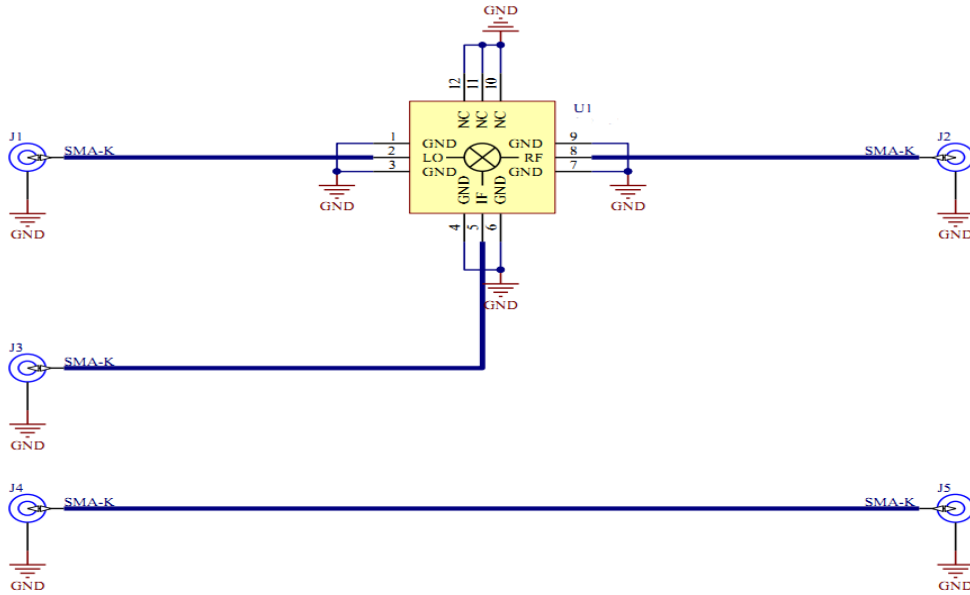 GND
12
11
10
NC
NC
NC
U1
J1
SMA-K
1
GND
GND
9
2
LO
RF
8
3
GND
GND
7
SMA-K
J2
GND
IF
GND
4
5
6
GND
GND
GND
GND
GND
J3
SMA-K
GND
J4
SMA-K
SMA-K
J5
GND
GND